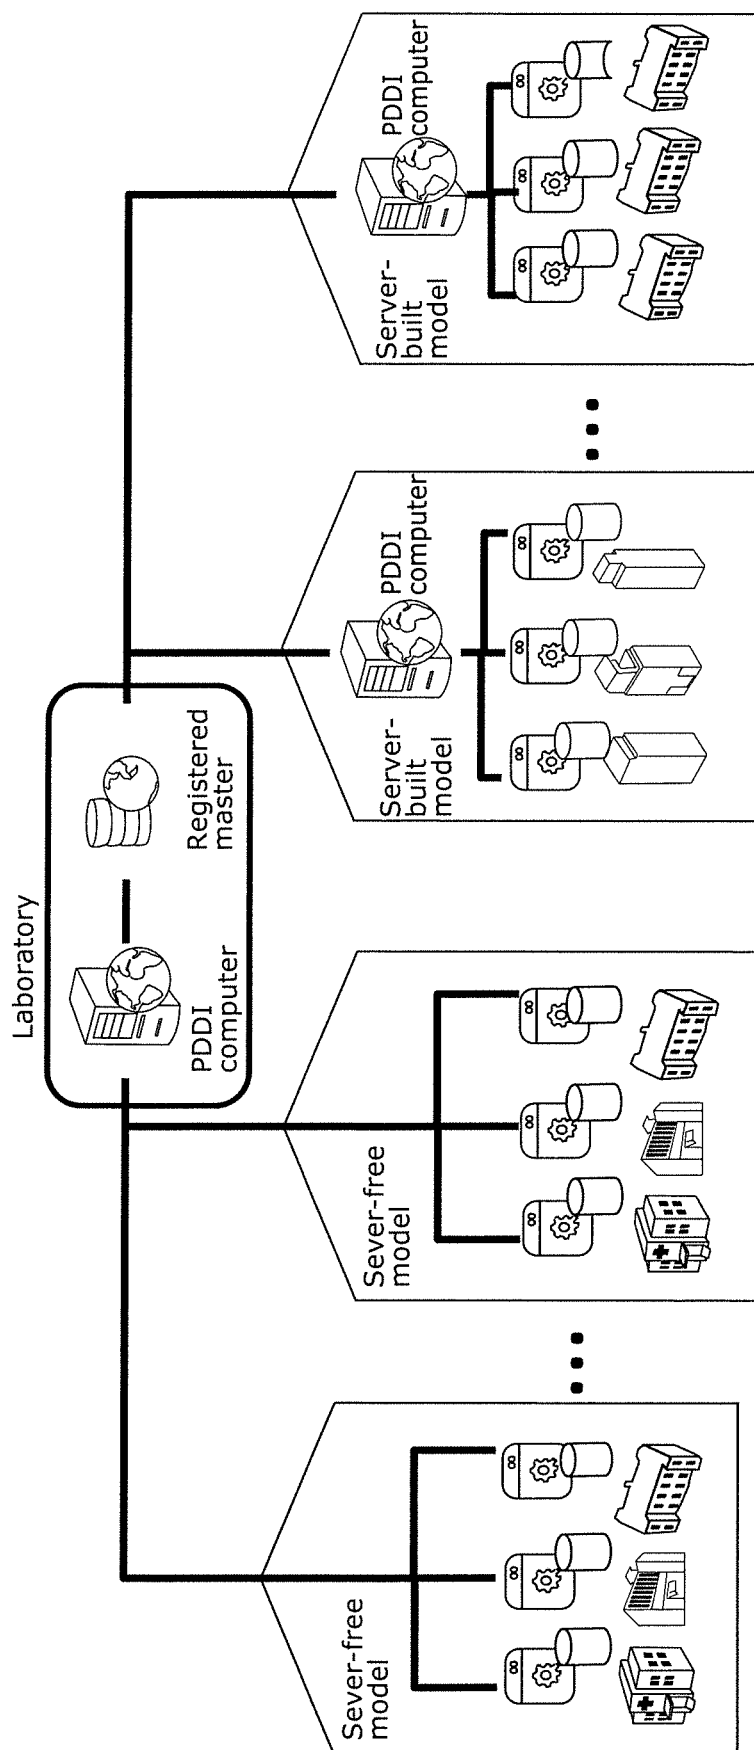 Laboratory
PDDI
computer
Registered
master
Sever-free
model
Sever-free
model
Server-
built
model
PDDI
computer
Server-
built
model
PDDI
computer